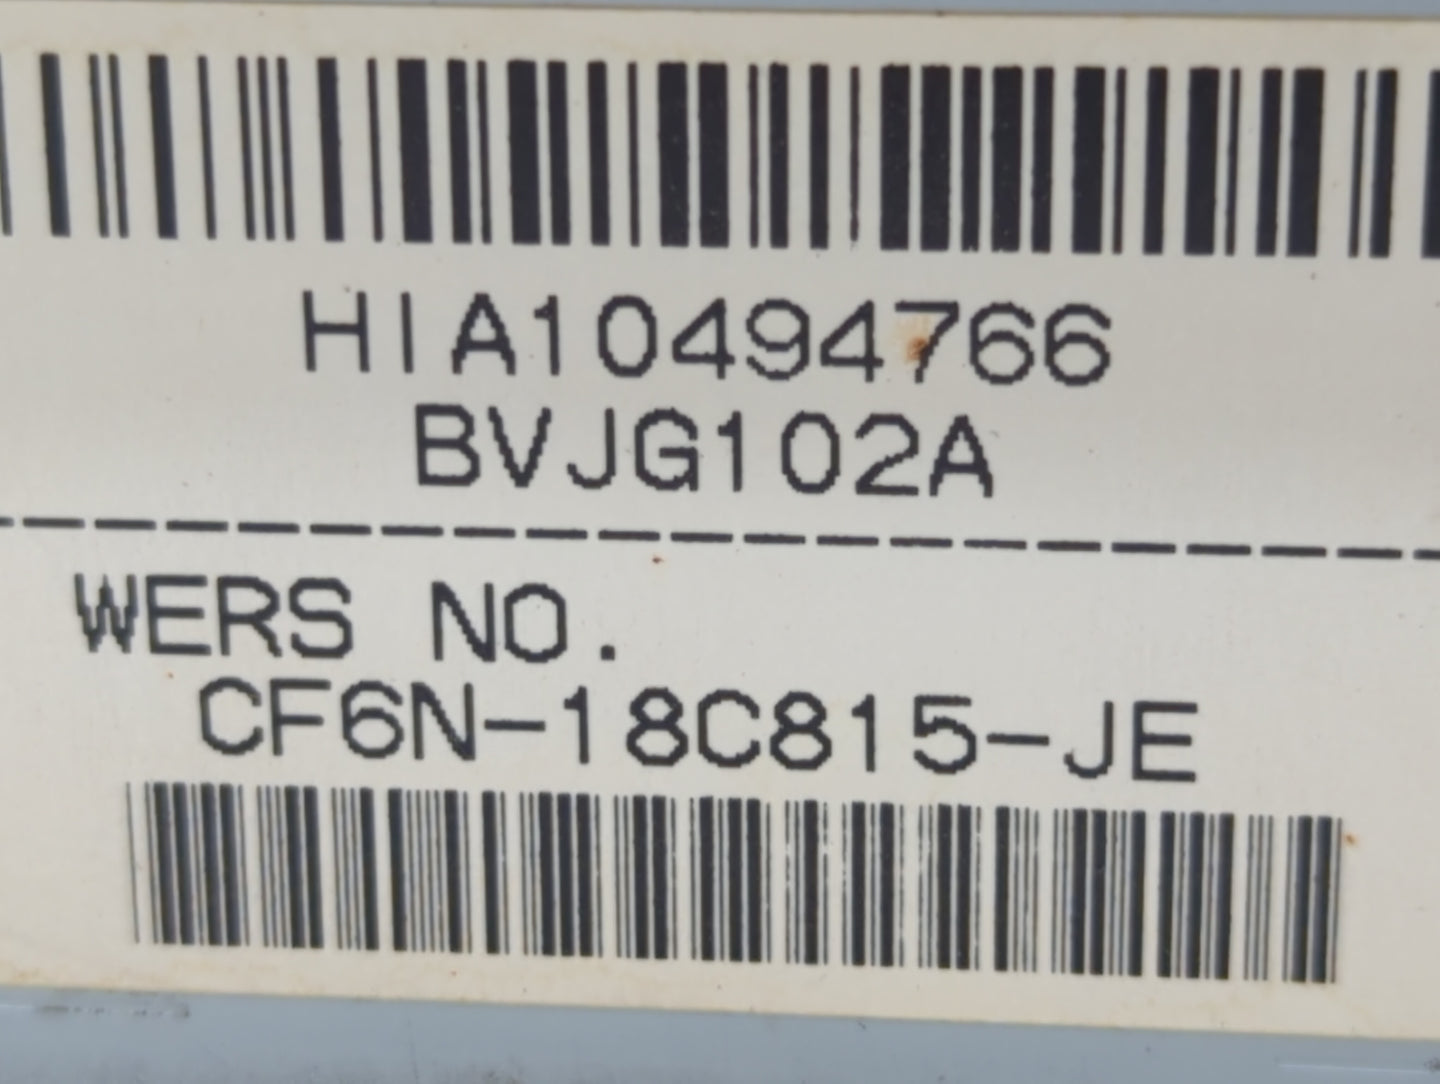 HIA10494766
BVJG102A
WERS NO.
CF6N-18C815-JE